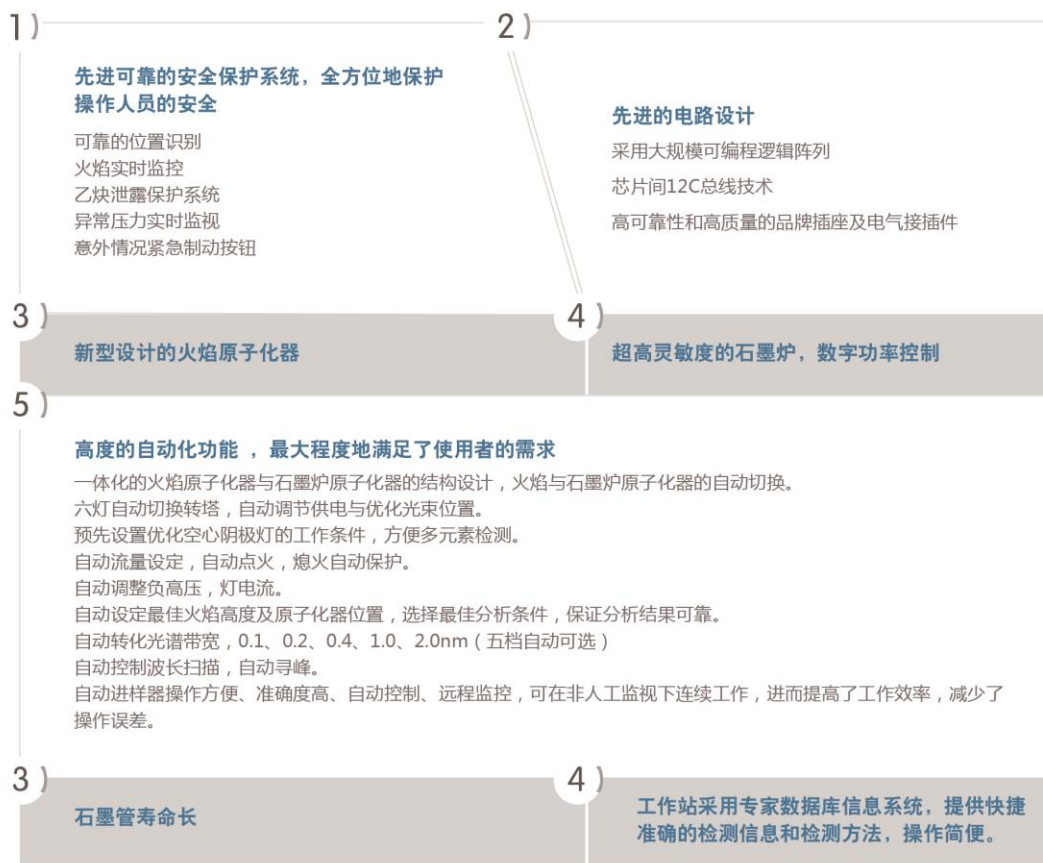 1)
先进可靠的安全保护系统，全方位地保护
操作人员的安全
可靠的位置识别
火焰实时监控
乙炔泄露保护系统
异常压力实时监视
意外情况紧急制动按钮
2)
先进的电路设计
采用大规模可编程逻辑阵列
芯片间12C总线技术
高可靠性和高质量的品牌插座及电气接插件
3)
新型设计的火焰原子化器
4)
超高灵敏度的石墨炉，数字功率控制
5)
高度的自动化功能 ，最大程度地满足了使用者的需求
一体化的火焰原子化器与石墨炉原子化器的结构设计，火焰与石墨炉原子化器的自动切换。
六灯自动切换转塔，自动调节供电与优化光束位置。
预先设置优化空心阴极灯的工作条件，方便多元素检测。
自动流量设定，自动点火，熄火自动保护。
自动调整负高压，灯电流。
自动设定最佳火焰高度及原子化器位置，选择最佳分析条件，保证分析结果可靠。
自动转化光谱带宽，0.1、0.2、0.4、1.0、2.0nm（五档自动可选）
自动控制波长扫描，自动寻峰。
自动进样器操作方便、准确度高、自动控制、远程监控，可在非人工监视下连续工作，进而提高了工作效率，减少了
操作误差。
3)
石墨管寿命长
4)
工作站采用专家数据库信息系统，提供快捷
准确的检测信息和检测方法，操作简便。